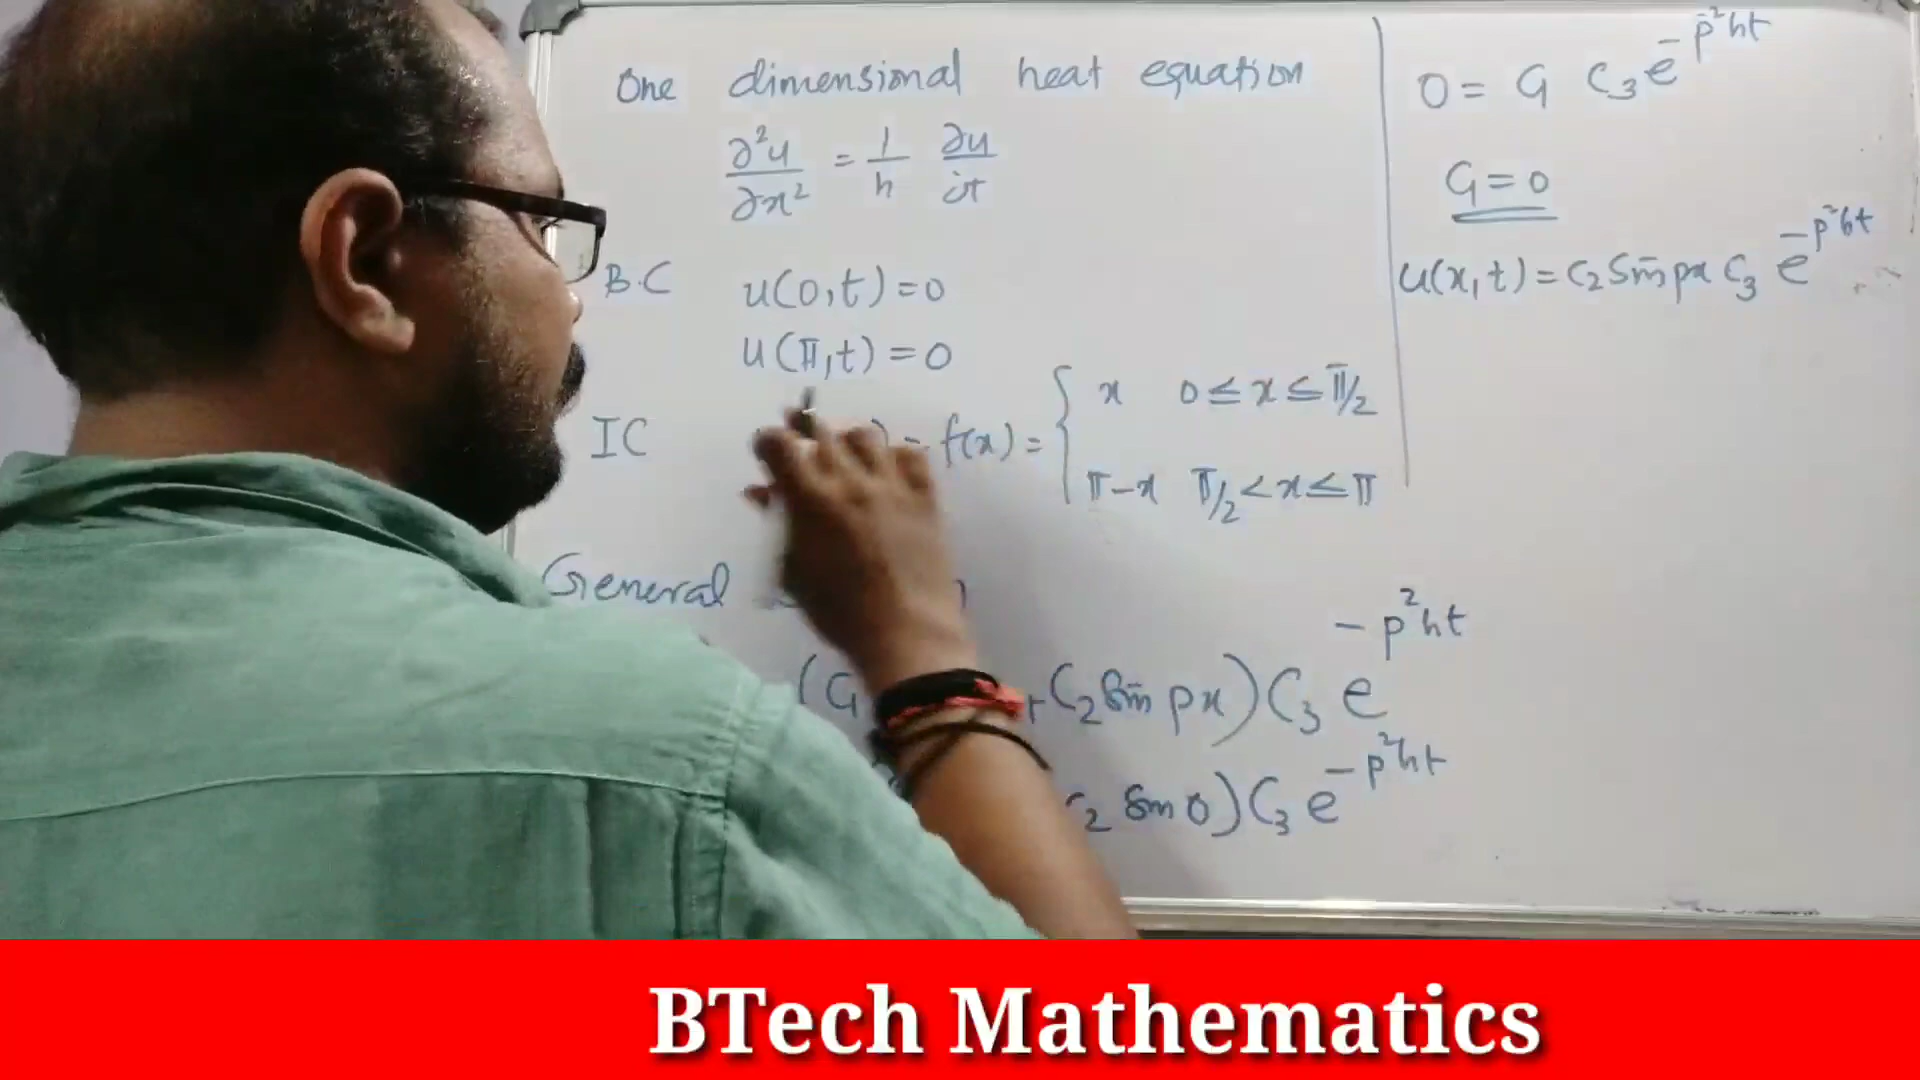 One dimensional heat equation
∂²u/∂x² = 1/h ∂u/∂t
B.C u(0,t)=0
u(π,t)=0
IC = f(x) = { x 0≤x≤π/2
π-x π/2<x≤π
General
(C₁ + C₂ Sin px) C₃ e^-p²ht
C₂ Sin 0) C₃ e^-p²ht
0 = C₁ C₃ e^-p²ht
C₁=0
u(x,t) = C₂ Sin px C₃ e^-p²ht
BTech Mathematics